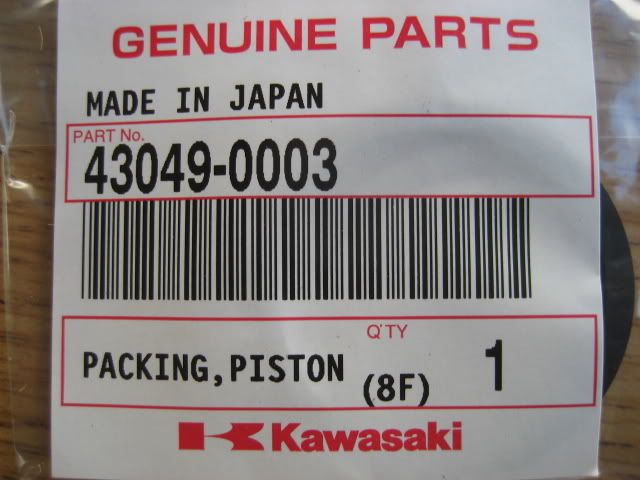 GENUINE PARTS
MADE IN JAPAN
PART No.
43049-0003
Q'TY
PACKING,PISTON (8F) 1
Kawasaki